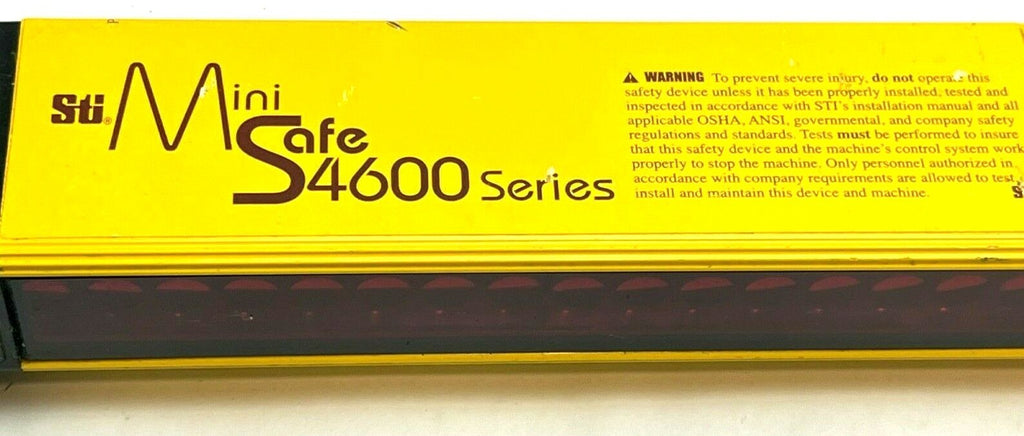 Sti® Mini
Safe
S4600 Series
⚠ WARNING To prevent severe injury, do not operate this
safety device unless it has been properly installed, tested and
inspected in accordance with STI's installation manual and all
applicable OSHA, ANSI, governmental, and company safety
regulations and standards. Tests must be performed to insure
that this safety device and the machine's control system work
properly to stop the machine. Only personnel authorized in
accordance with company requirements are allowed to test,
install and maintain this device and machine.